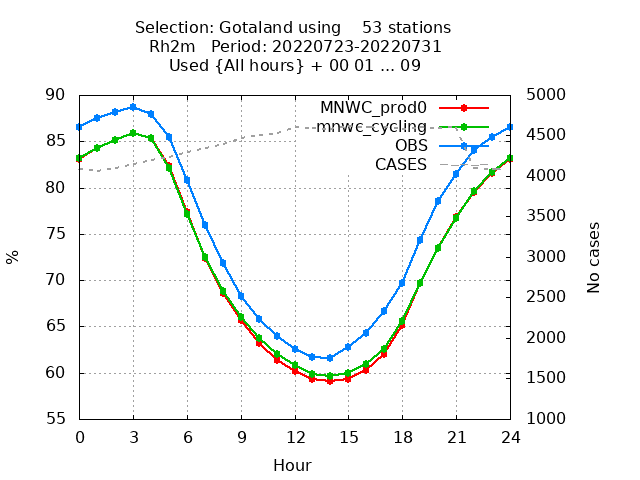 Selection: Gotaland using    53 stations
Rh2m   Period: 20220723-20220731
Used {All hours} + 00 01 ... 09
MNWC_prod0
mnwc_cycling
OBS
CASES
90
85
80
75
70
65
60
55
5000
4500
4000
3500
3000
2500
2000
1500
1000
%
No cases
0 3 6 9 12 15 18 21 24
Hour